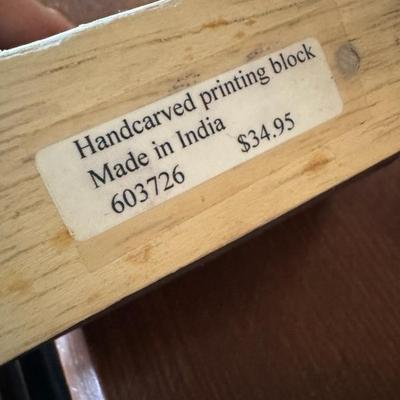 Handcarved printing block
Made in India
603726 $34.95